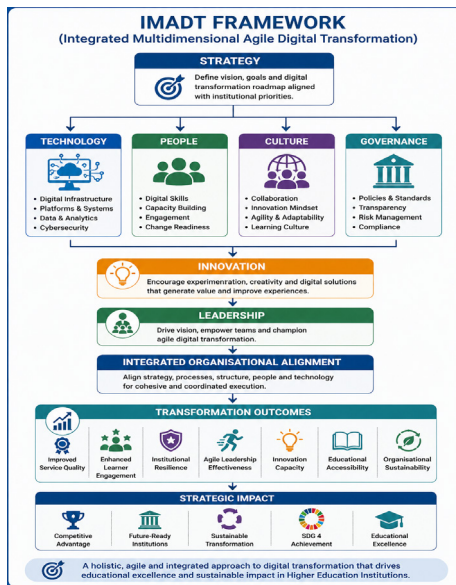 IMADT FRAMEWORK
(Integrated Multidimensional Agile Digital Transformation)
STRATEGY
Define vision, goals and digital
transformation roadmap aligned
with institutional priorities.
TECHNOLOGY
• Digital Infrastructure
• Platforms & Systems
• Data & Analytics
• Cybersecurity
PEOPLE
• Digital Skills
• Capacity Building
• Engagement
• Change Readiness
CULTURE
• Collaboration
• Innovation Mindset
• Agility & Adaptability
• Learning Culture
GOVERNANCE
• Policies & Standards
• Transparency
• Risk Management
• Compliance
INNOVATION
Encourage experimenration, creativity and digital solutions
that generate value and improve experiences.
LEADERSHIP
Drive vision, empower teams and champion
agile digital transformation.
INTEGRATED ORGANISATIONAL ALIGNMENT
Align strategy, processes, structure, people and technology
for cohesive and coordinated execution.
TRANSFORMATION OUTCOMES
Improved
Service Quality
Enhanced
Learner
Engagement
Institutional
Resilience
Agile Leadership
Effectiveness
Innovation
Capacity
Educational
Accessibility
Organisational
Sustainability
STRATEGIC IMPACT
Competitive
Advantage
Future-Ready
Institutions
Sustainable
Transformation
SDG 4
Achievement
Educational
Excellence
A holistic, agile and integrated approach to digital transformation that drives
educational excellence and sustainable impact in Higher Education Institutions.